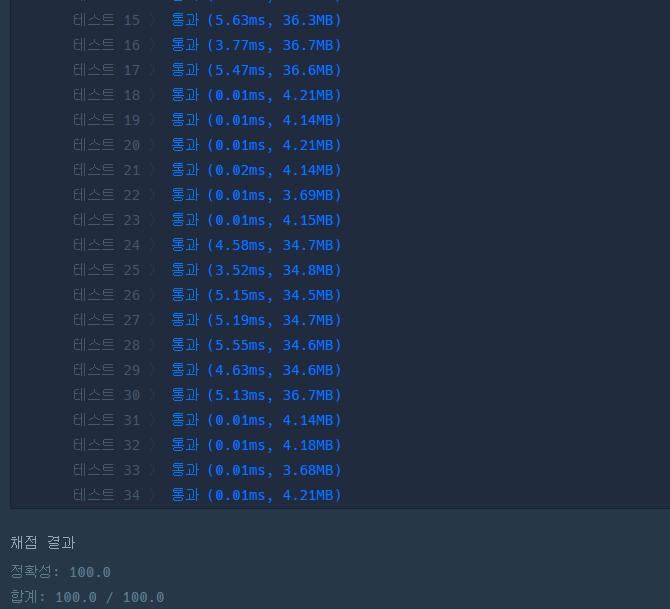 테스트 15 〉 통과 (5.63ms, 36.3MB)
테스트 16 〉 통과 (3.77ms, 36.7MB)
테스트 17 〉 통과 (5.47ms, 36.6MB)
테스트 18 〉 통과 (0.01ms, 4.21MB)
테스트 19 〉 통과 (0.01ms, 4.14MB)
테스트 20 〉 통과 (0.01ms, 4.21MB)
테스트 21 〉 통과 (0.02ms, 4.14MB)
테스트 22 〉 통과 (0.01ms, 3.69MB)
테스트 23 〉 통과 (0.01ms, 4.15MB)
테스트 24 〉 통과 (4.58ms, 34.7MB)
테스트 25 〉 통과 (3.52ms, 34.8MB)
테스트 26 〉 통과 (5.15ms, 34.5MB)
테스트 27 〉 통과 (5.19ms, 34.7MB)
테스트 28 〉 통과 (5.55ms, 34.6MB)
테스트 29 〉 통과 (4.63ms, 34.6MB)
테스트 30 〉 통과 (5.13ms, 36.7MB)
테스트 31 〉 통과 (0.01ms, 4.14MB)
테스트 32 〉 통과 (0.01ms, 4.18MB)
테스트 33 〉 통과 (0.01ms, 3.68MB)
테스트 34 〉 통과 (0.01ms, 4.21MB)
채점 결과
정확성: 100.0
합계: 100.0 / 100.0